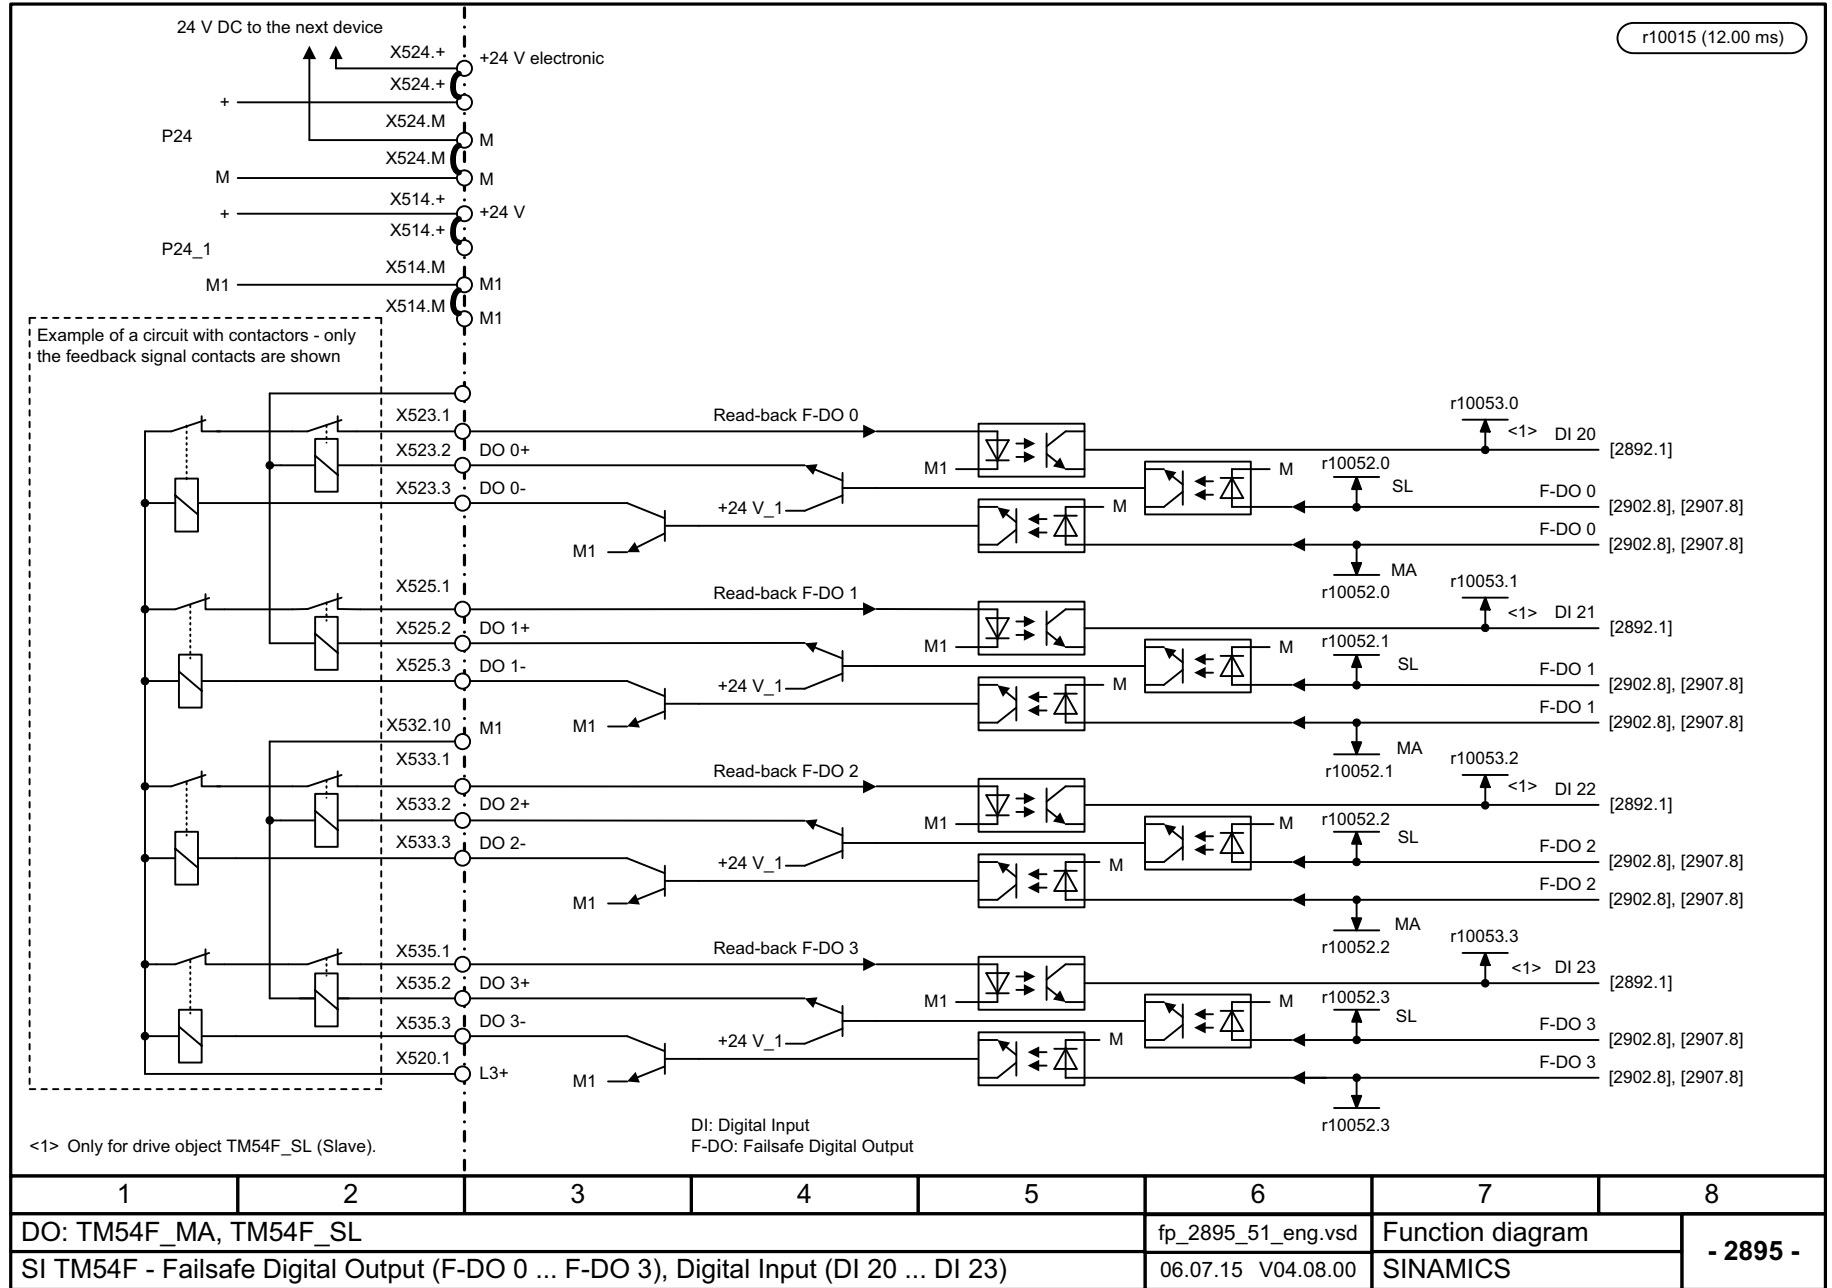 24 V DC to the next device
r10015 (12.00 ms)
X524.+
+24 V electronic
X524.+
+
X524.M
P24
M
X524.M
M
M
X514.+
+
+24 V
X514.+
P24_1
X514.M
M1
M1
X514.M
M1
Example of a circuit with contactors - only
the feedback signal contacts are shown
X523.1
Read-back F-DO 0
r10053.0
<1> DI 20
[2892.1]
X523.2
DO 0+
M1
M
r10052.0
SL
X523.3
DO 0-
+24 V_1
M
F-DO 0
[2902.8], [2907.8]
F-DO 0
[2902.8], [2907.8]
M1
MA
r10052.0
X525.1
Read-back F-DO 1
r10053.1
<1> DI 21
[2892.1]
X525.2
DO 1+
M1
M
r10052.1
SL
X525.3
DO 1-
+24 V_1
M
F-DO 1
[2902.8], [2907.8]
F-DO 1
[2902.8], [2907.8]
X532.10
M1
M1
MA
r10052.1
X533.1
Read-back F-DO 2
r10053.2
<1> DI 22
[2892.1]
X533.2
DO 2+
M1
M
r10052.2
SL
X533.3
DO 2-
+24 V_1
M
F-DO 2
[2902.8], [2907.8]
F-DO 2
[2902.8], [2907.8]
M1
MA
r10052.2
X535.1
Read-back F-DO 3
r10053.3
<1> DI 23
[2892.1]
X535.2
DO 3+
M1
M
r10052.3
SL
X535.3
DO 3-
+24 V_1
M
F-DO 3
[2902.8], [2907.8]
F-DO 3
[2902.8], [2907.8]
X520.1
L3+
M1
r10052.3
DI: Digital Input
F-DO: Failsafe Digital Output
<1> Only for drive object TM54F_SL (Slave).
1 2 3 4 5 6 7 8
DO: TM54F_MA, TM54F_SL
fp_2895_51_eng.vsd
Function diagram
- 2895 -
SI TM54F - Failsafe Digital Output (F-DO 0 ... F-DO 3), Digital Input (DI 20 ... DI 23)
06.07.15 V04.08.00
SINAMICS